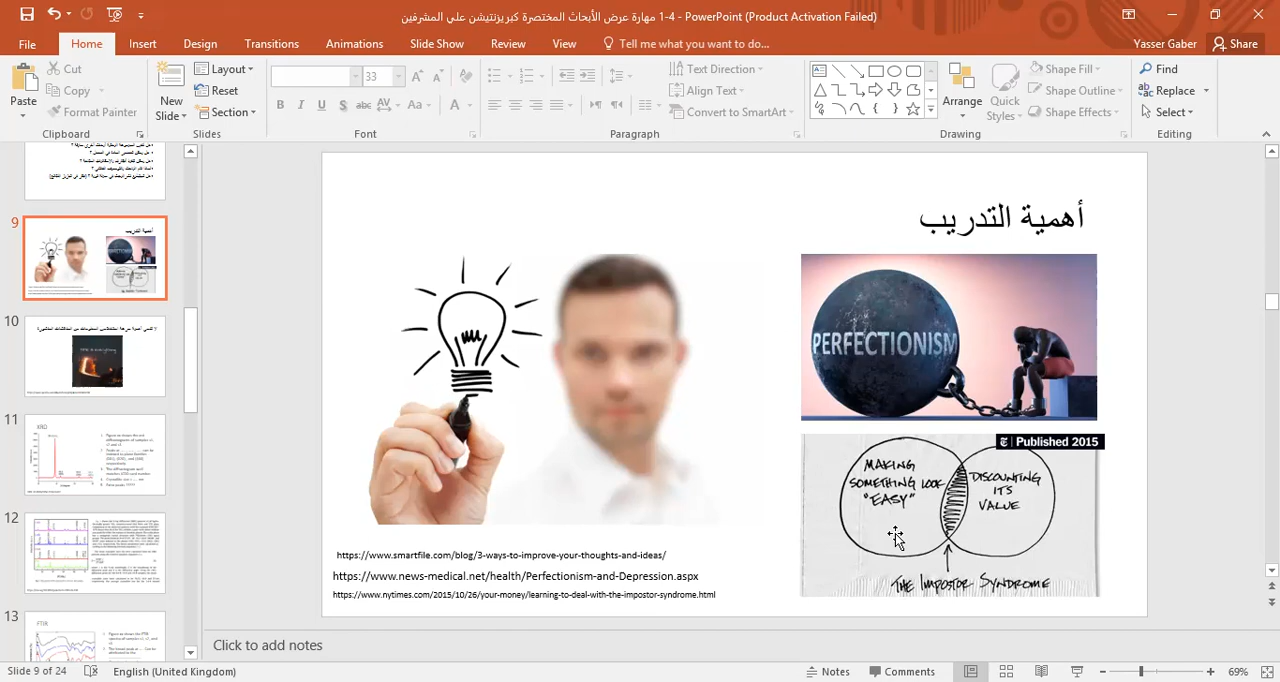 1-4 مهارة عرض الأبحاث المختصرة كبريزنتيشن علي المشرفين - PowerPoint (Product Activation Failed)
File
Home
Insert
Design
Transitions
Animations
Slide Show
Review
View
Tell me what you want to do...
Yasser Gaber
Share
Paste
Cut
Copy
Format Painter
Clipboard
New Slide
Layout
Reset
Section
Slides
33
B I U S abc AV Aa A
Font
Text Direction
Align Text
Convert to SmartArt
Paragraph
Arrange
Quick Styles
Shape Fill
Shape Outline
Shape Effects
Drawing
Find
Replace
Select
Editing
9
10
11
XRD
12
13
FTIR
أهمية التدريب
PERFECTIONISM
Published 2015
MAKING
SOMETHING LOOK
"EASY"
DISCOUNTING
ITS
VALUE
THE IMPOSTOR SYNDROME
https://www.smartfile.com/blog/3-ways-to-improve-your-thoughts-and-ideas/
https://www.news-medical.net/health/Perfectionism-and-Depression.aspx
https://www.nytimes.com/2015/10/26/your-money/learning-to-deal-with-the-impostor-syndrome.html
Click to add notes
Slide 9 of 24
English (United Kingdom)
Notes
Comments
69%